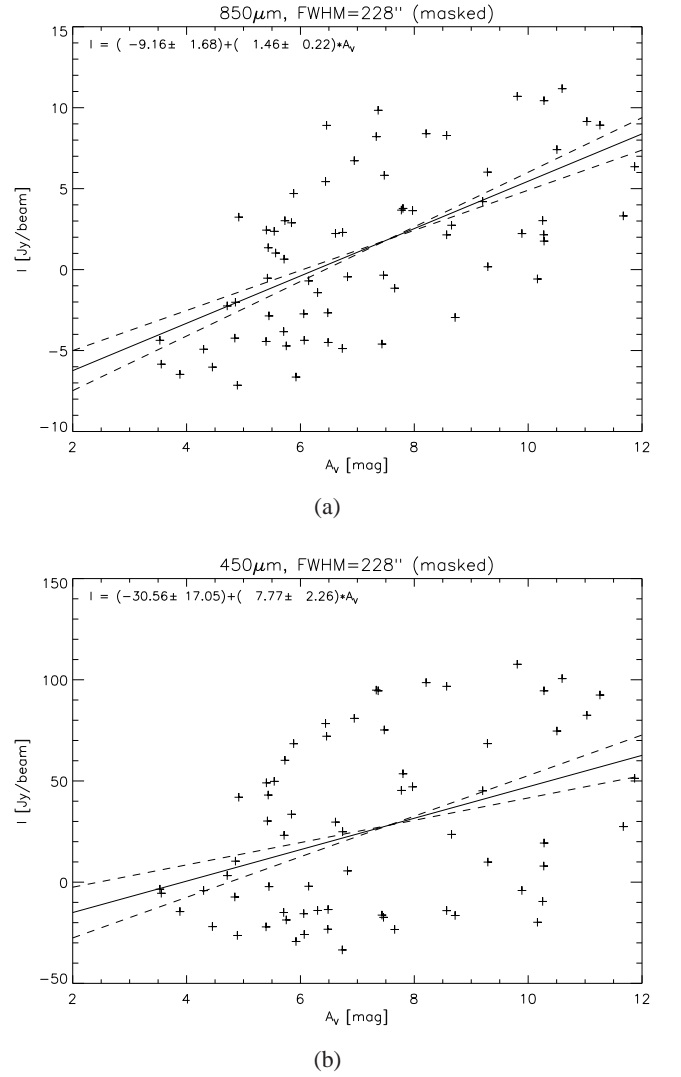 850μm, FWHM=228'' (masked)
I = ( -9.16± 1.68)+( 1.46± 0.22)*A_V
15
10
5
0
-5
-10
I [Jy/beam]
2 4 6 8 10 12
A_V [mag]
(a)
450μm, FWHM=228'' (masked)
I = (-30.56± 17.05)+( 7.77± 2.26)*A_V
150
100
50
0
-50
I [Jy/beam]
2 4 6 8 10 12
A_V [mag]
(b)